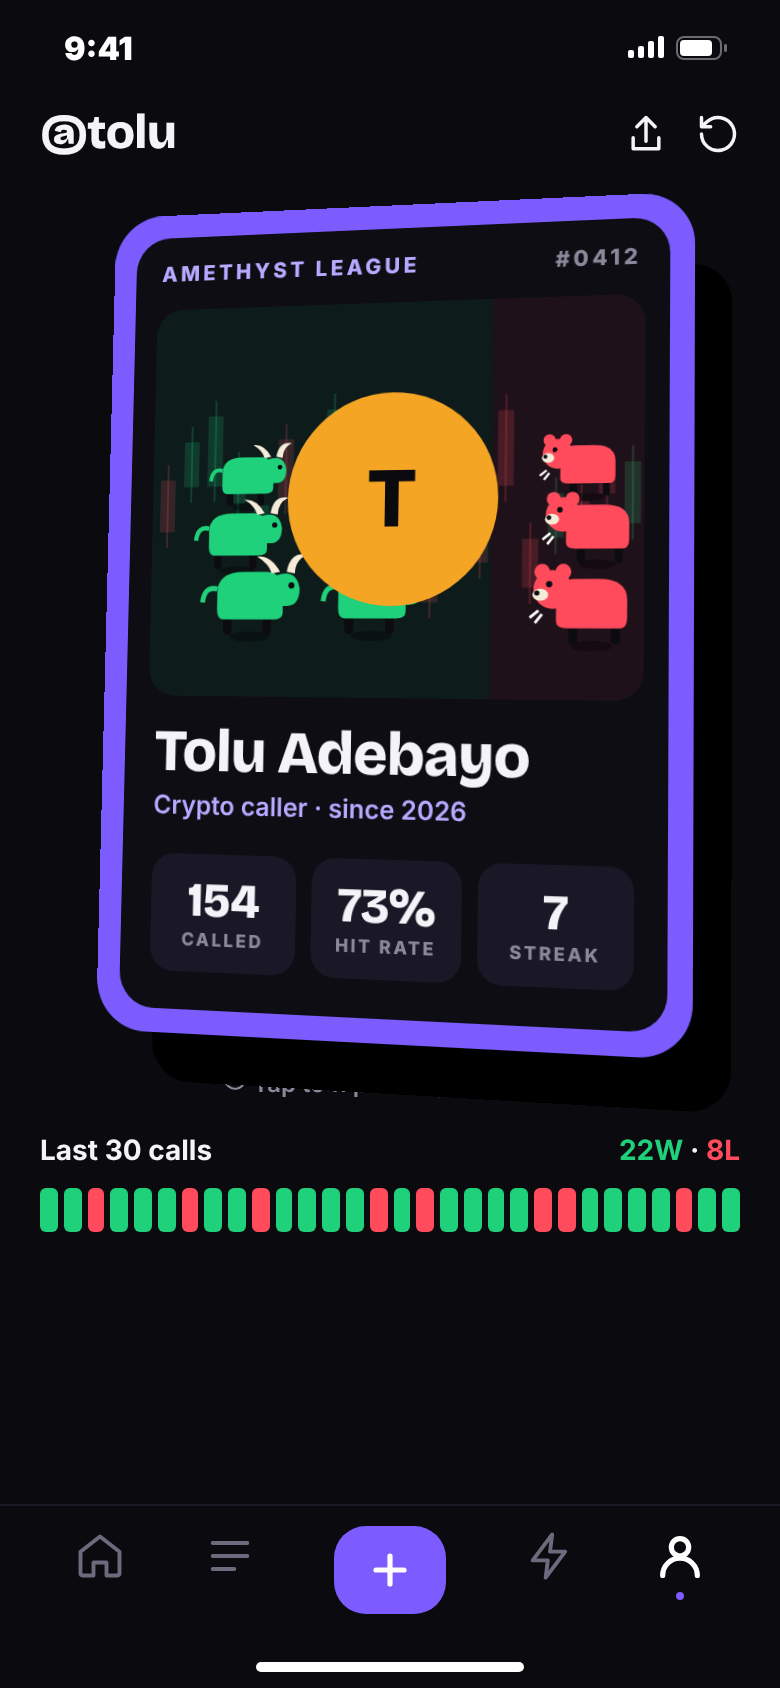 9:41
@tolu
AMETHYST LEAGUE
#0412
T
Tolu Adebayo
Crypto caller · since 2026
154
CALLED
73%
HIT RATE
7
STREAK
Last 30 calls
22W · 8L